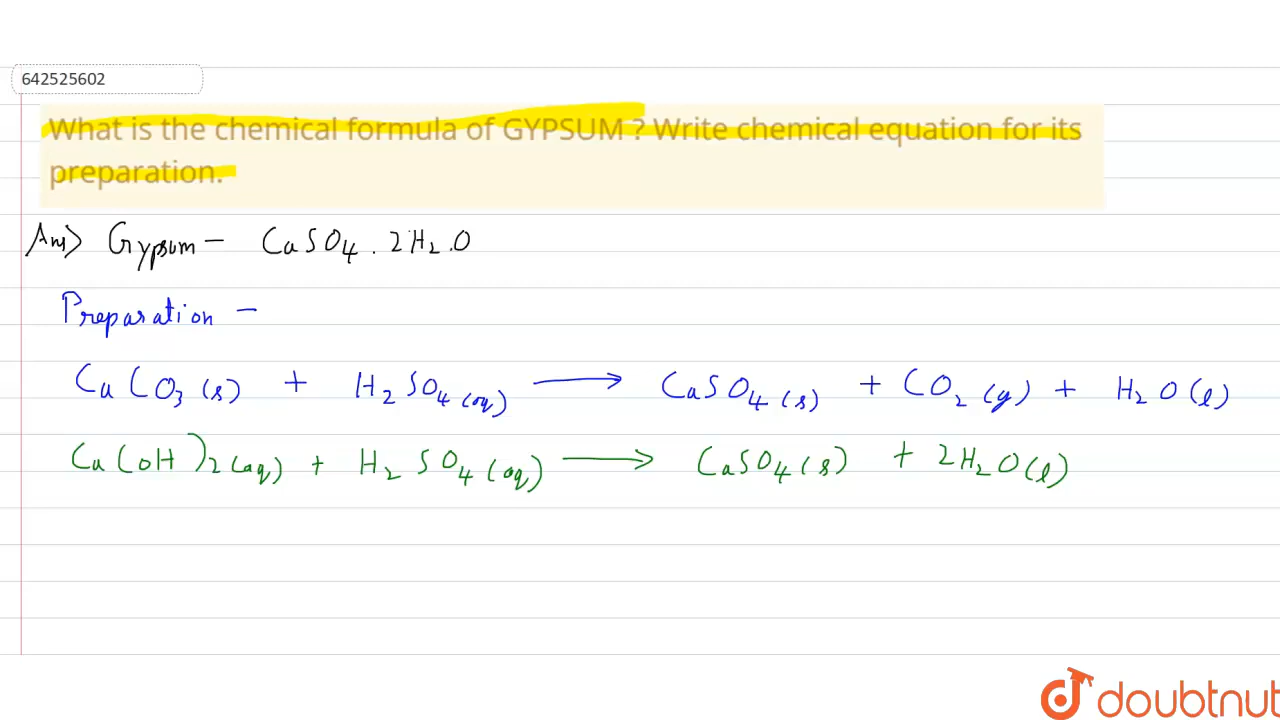 642525602
What is the chemical formula of GYPSUM ? Write chemical equation for its
preparation.
Ans> Gypsum - CaSO4 . 2H2.O
Preparation -
CaCO3(s) + H2SO4(aq) ⟶ CaSO4(s) + CO2(g) + H2O(l)
Ca(OH)2(aq) + H2SO4(aq) ⟶ CaSO4(s) + 2H2O(l)
doubtnut